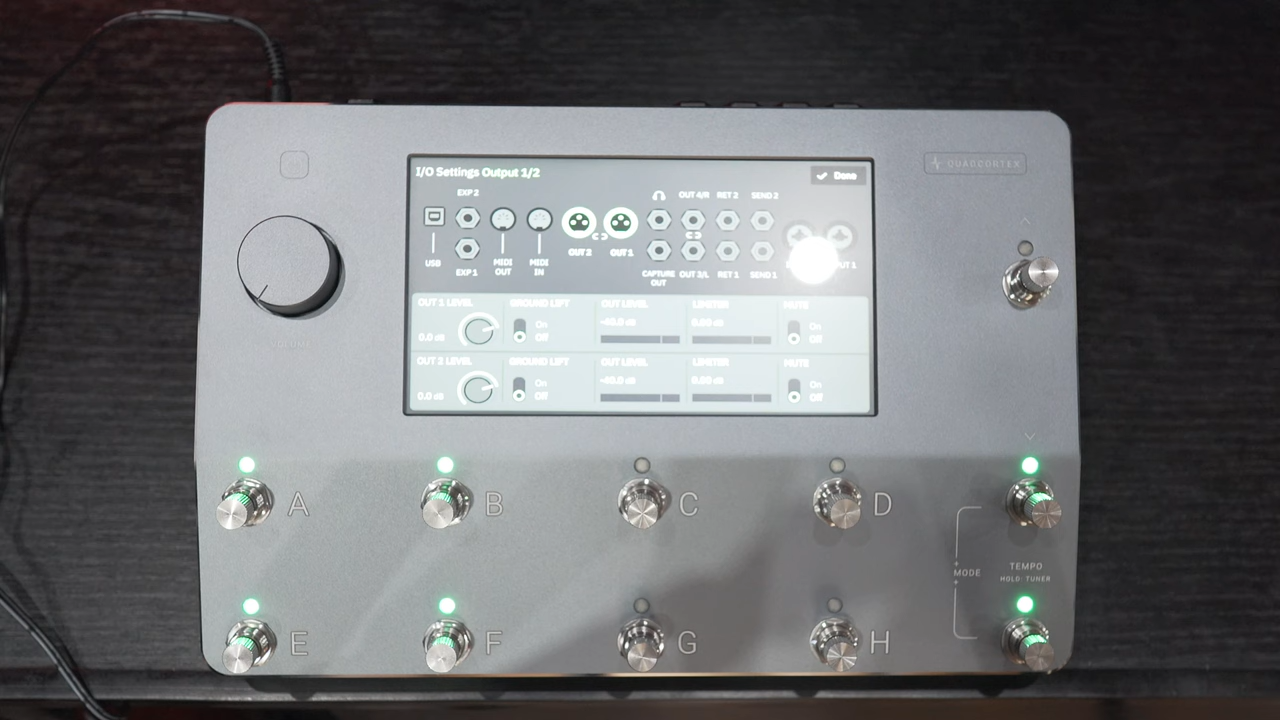 QUADCORTEX
I/O Settings Output 1/2
Done
EXP 2
OUT 4/R
RET 2
SEND 2
USB
EXP 1
MIDI OUT
MIDI IN
OUT 2
OUT 1
CAPTURE OUT
OUT 3/L
RET 1
SEND 1
OUT 1 LEVEL
GROUND LIFT
OUT LEVEL
LIMITER
MUTE
0.0 dB
On
Off
-40.0 dB
0.00 dB
On
Off
OUT 2 LEVEL
GROUND LIFT
OUT LEVEL
LIMITER
MUTE
0.0 dB
On
Off
-40.0 dB
0.00 dB
On
Off
VOLUME
A
B
C
D
MODE
TEMPO
HOLD: TUNER
E
F
G
H